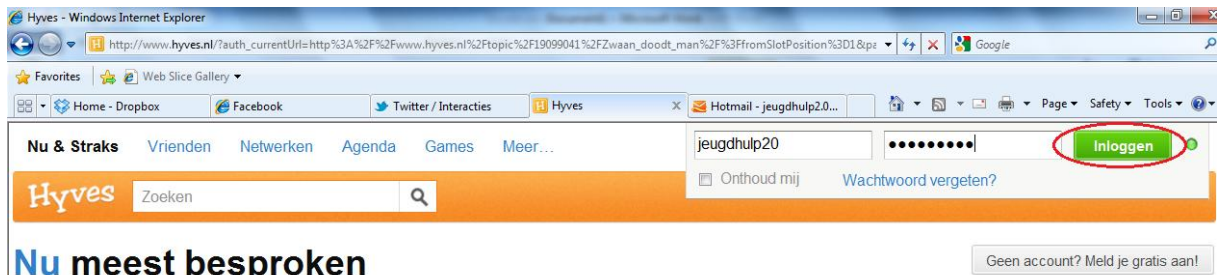 Hyves - Windows Internet Explorer
http://www.hyves.nl/?auth_currentUrl=http%3A%2F%2Fwww.hyves.nl%2Ftopic%2F19099041%2FZwaan_doodt_man%2F%3FfromSlotPosition%3D1&pa
Google
Favorites Web Slice Gallery
Home - Dropbox Facebook Twitter / Interacties Hyves Hotmail - jeugdhulp2.0... Page Safety Tools
Nu & Straks Vrienden Netwerken Agenda Games Meer... jeugdhulp20 ●●●●●●●●● Inloggen
Onthoud mij Wachtwoord vergeten?
Hyves Zoeken
Nu meest besproken
Geen account? Meld je gratis aan!